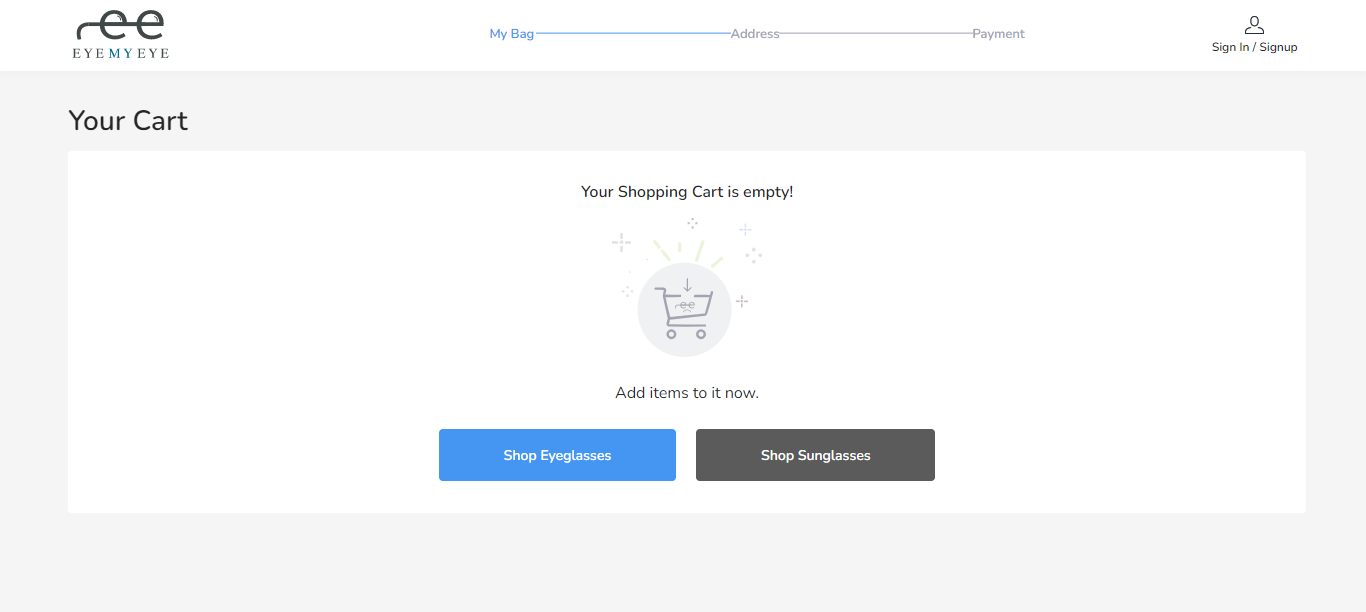 EYEMYEYE
My Bag Address Payment
Sign In / Signup
Your Cart
Your Shopping Cart is empty!
Add items to it now.
Shop Eyeglasses Shop Sunglasses